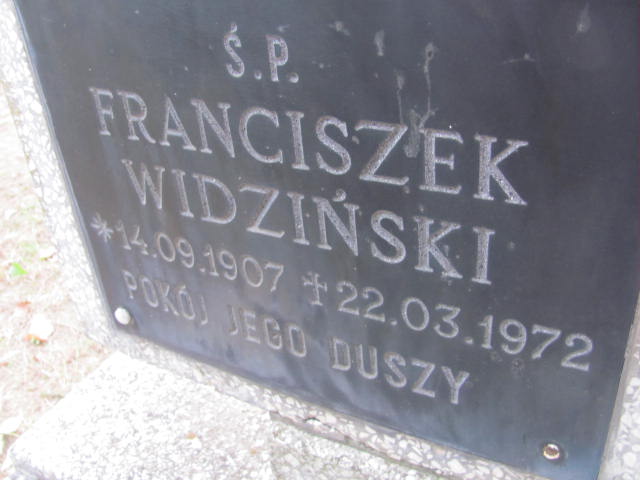 Ś.P.
FRANCISZEK
WIDZIŃSKI
*14.09.1907 ✝22.03.1972
POKÓJ JEGO DUSZY